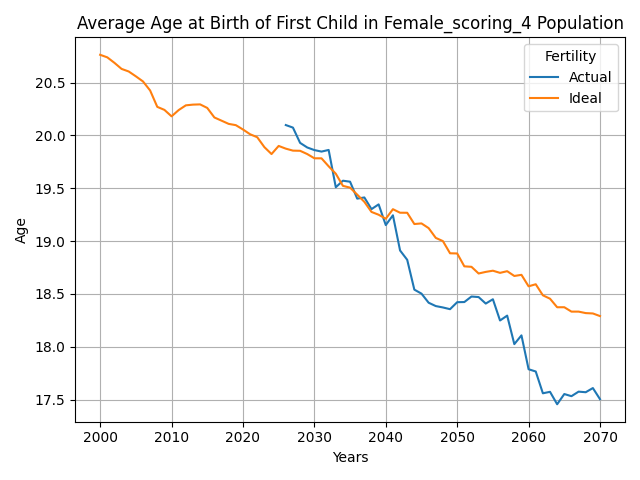 Average Age at Birth of First Child in Female_scoring_4 Population
Fertility
Actual
Ideal
Age
20.5
20.0
19.5
19.0
18.5
18.0
17.5
2000 2010 2020 2030 2040 2050 2060 2070
Years